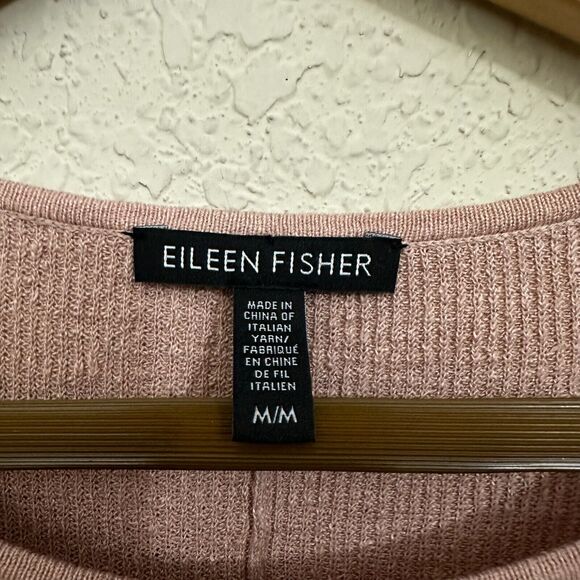 EILEEN FISHER
MADE IN
CHINA OF
ITALIAN
YARN/
FABRIQUÉ
EN CHINE
DE FIL
ITALIEN
M/M